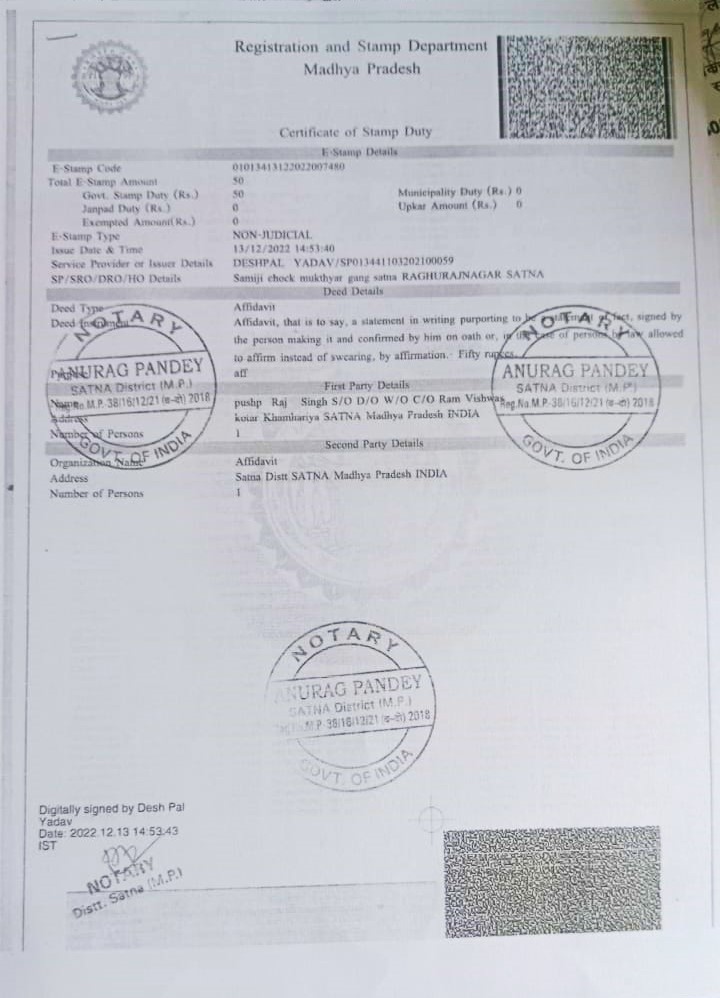 Registration and Stamp Department
Madhya Pradesh
Certificate of Stamp Duty
E-Stamp Details
E-Stamp Code 01013413122022007480
Total E-Stamp Amount 50
Govt. Stamp Duty (Rs.) 50 Municipality Duty (Rs.) 0
Janpad Duty (Rs.) 0 Upkar Amount (Rs.) 0
Exempted Amount(Rs.) 0
E-Stamp Type NON-JUDICIAL
Issue Date & Time 13/12/2022 14:53:40
Service Provider or Issuer Details DESHPAL YADAV/SP013441103202100059
SP/SRO/DRO/HO Details Samiji chock mukthyar gang satna RAGHURAJNAGAR SATNA
Deed Details
Deed Type Affidavit
Deed Instrument Affidavit, that is to say, a statement in writing purporting to be a statement of fact, signed by
the person making it and confirmed by him on oath or, in the case of persons by law allowed
to affirm instead of swearing, by affirmation.- Fifty rupees.
aff
First Party Details
Name pushp Raj Singh S/O D/O W/O C/O Ram Vishwas
Address kotar Khamhariya SATNA Madhya Pradesh INDIA
Number of Persons 1
Second Party Details
Organization Name Affidavit
Address Satna Distt SATNA Madhya Pradesh INDIA
Number of Persons 1
NOTARY
ANURAG PANDEY
SATNA District (M.P.)
M.P.-38/16/12/21 (क-दो) 2018
GOVT. OF INDIA
NOTARY
ANURAG PANDEY
SATNA District (M.P.)
Reg.No M.P.-38/16/12/21 (क-दो) 2018
GOVT. OF INDIA
NOTARY
ANURAG PANDEY
SATNA District (M.P.)
M.P-38/16/12/21 (क-दो) 2018
GOVT. OF INDIA
Digitally signed by Desh Pal
Yadav
Date: 2022.12.13 14:53:43
IST
NOTARY
Distt. Satna (M.P.)